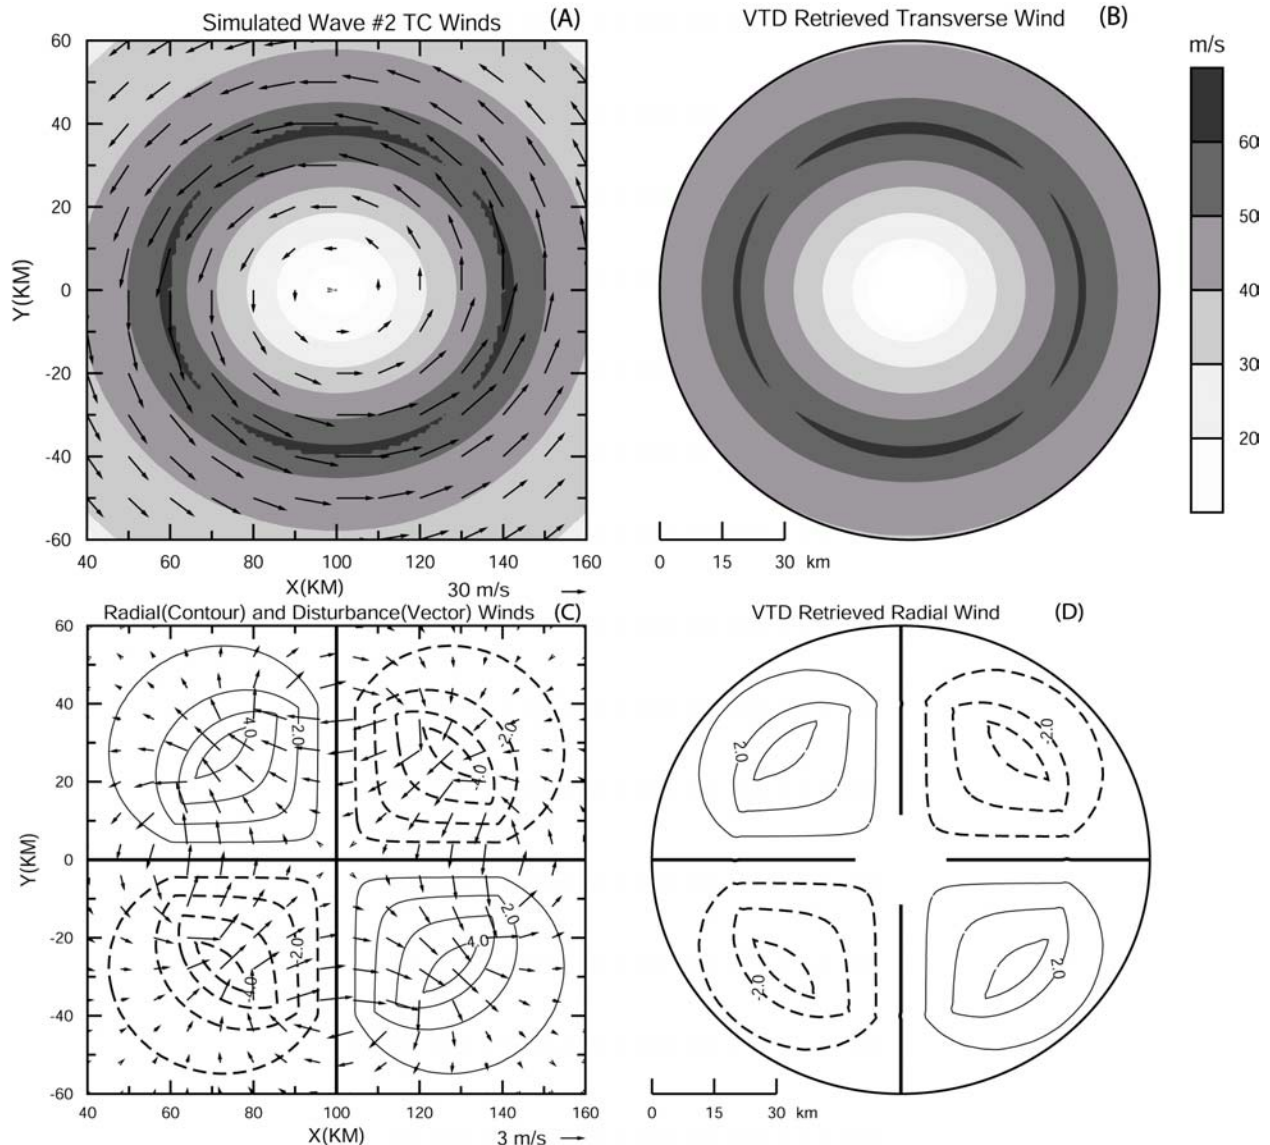 Simulated Wave #2 TC Winds (A)
VTD Retrieved Transverse Wind (B)
m/s
60
50
40
30
20
60
40
20
0
-20
-40
-60
Y(KM)
40 60 80 100 120 140 160
X(KM)
30 m/s
0 15 30 km
Radial(Contour) and Disturbance(Vector) Winds (C)
VTD Retrieved Radial Wind (D)
60
40
20
0
-20
-40
-60
Y(KM)
4.0
2.0
-2.0
-2.0
2.0
4.0
2.0
-2.0
-2.0
2.0
40 60 80 100 120 140 160
X(KM)
3 m/s
0 15 30 km